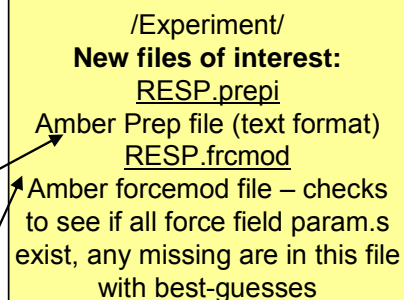 /Experiment/
New files of interest:
RESP.prepi
Amber Prep file (text format)
RESP.frcmod
Amber forcemod file – checks
to see if all force field param.s
exist, any missing are in this file
with best-guesses